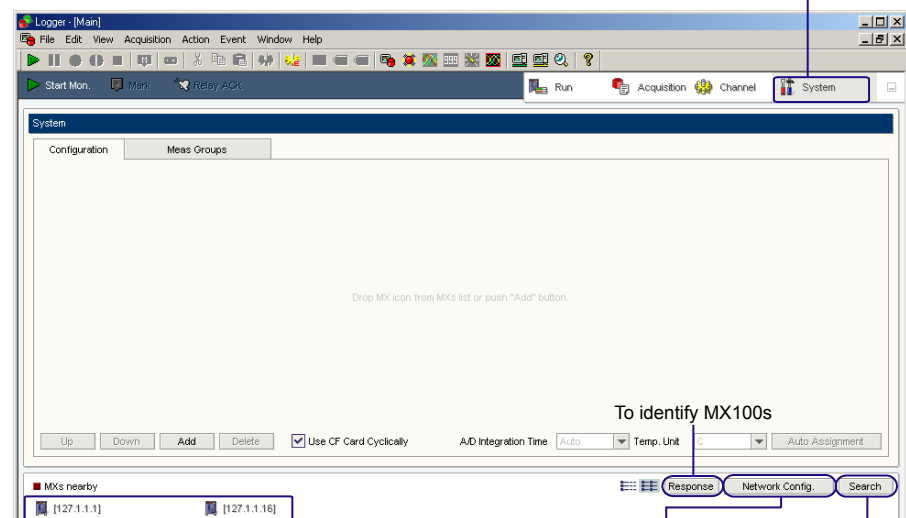 Logger - [Main]
File Edit View Acquisition Action Event Window Help
Start Mon. Mark Relay ACK Run Acquisition Channel System
System
Configuration Meas Groups
Drop MX icon from MXs list or push "Add" button.
To identify MX100s
Up Down Add Delete Use CF Card Cyclically A/D Integration Time Auto Temp. Unit C Auto Assignment
MXs nearby Response Network Config. Search
[127.1.1.1] [127.1.1.16]